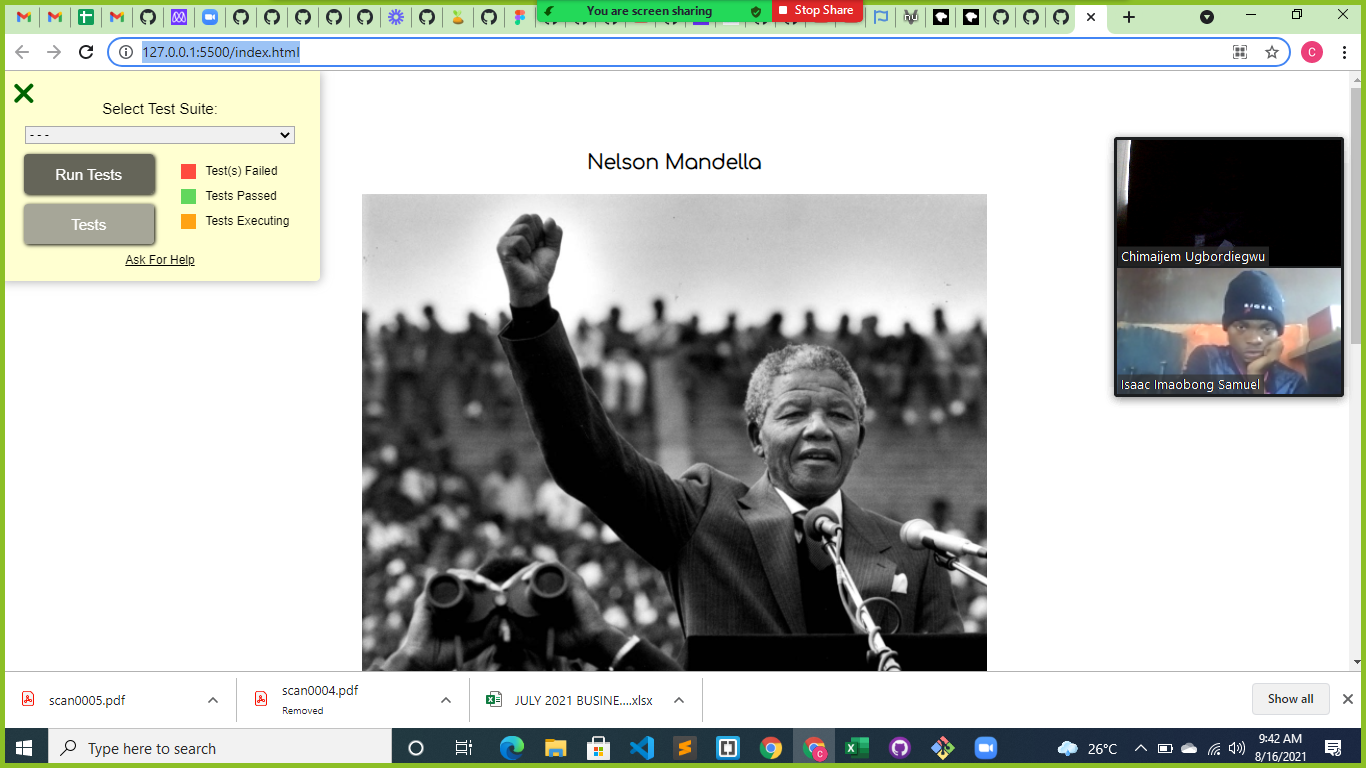 You are screen sharing
Stop Share
127.0.0.1:5500/index.html
C
Select Test Suite:
- - -
Run Tests
Test(s) Failed
Tests Passed
Tests
Tests Executing
Ask For Help
Nelson Mandella
Chimaijem Ugbordiegwu
Isaac Imaobong Samuel
scan0005.pdf
scan0004.pdf
Removed
JULY 2021 BUSINE....xlsx
Show all
Type here to search
C
26°C
9:42 AM
8/16/2021